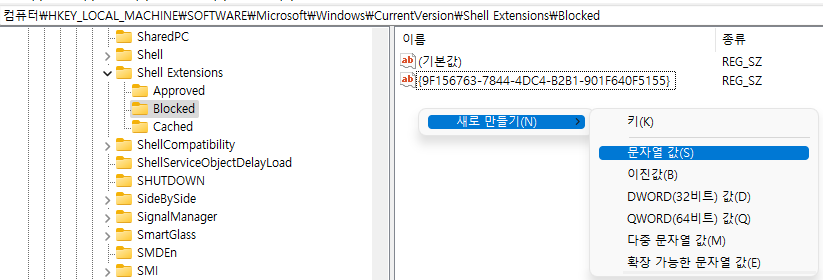 컴퓨터\HKEY_LOCAL_MACHINE\SOFTWARE\Microsoft\Windows\CurrentVersion\Shell Extensions\Blocked
SharedPC
Shell
Shell Extensions
Approved
Blocked
Cached
ShellCompatibility
ShellServiceObjectDelayLoad
SHUTDOWN
SideBySide
SignalManager
SmartGlass
SMDEn
SMI
이름 종류
ab (기본값) REG_SZ
ab {9F156763-7844-4DC4-B2B1-901F640F5155} REG_SZ
새로 만들기(N)
키(K)
문자열 값(S)
이진값(B)
DWORD(32비트) 값(D)
QWORD(64비트) 값(Q)
다중 문자열 값(M)
확장 가능한 문자열 값(E)